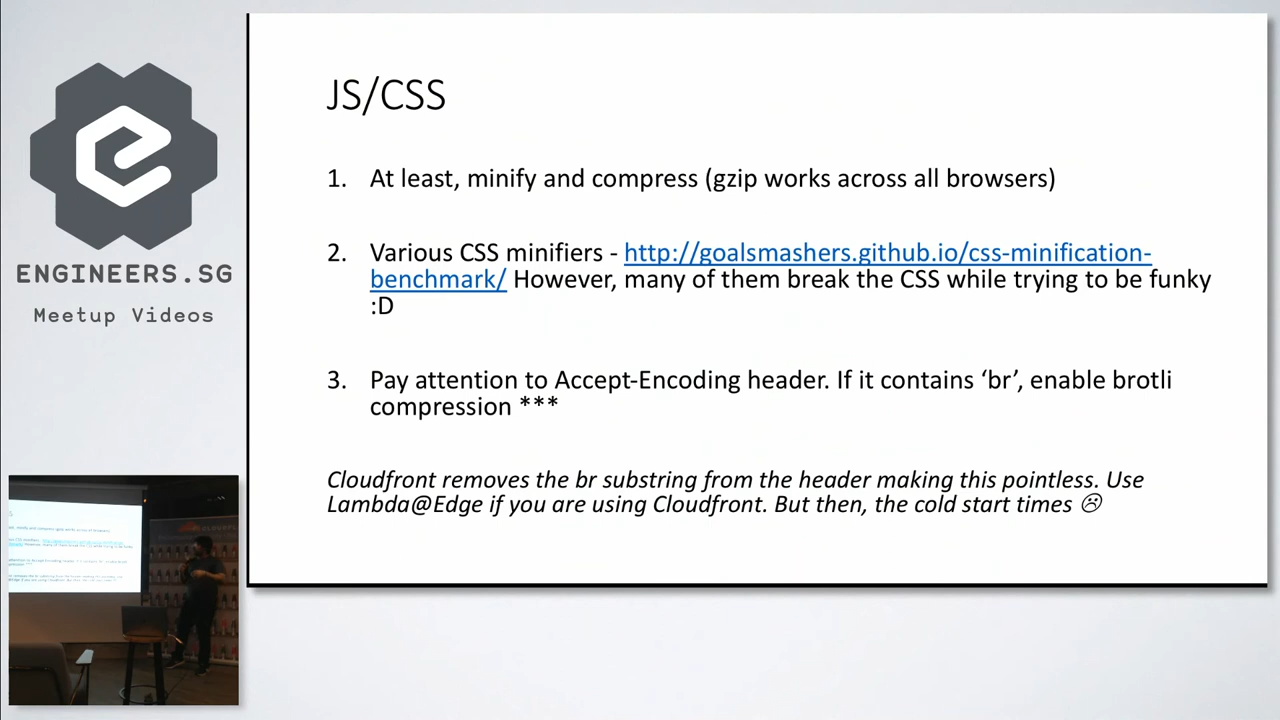 ENGINEERS.SG
Meetup Videos
JS/CSS
1. At least, minify and compress (gzip works across all browsers)
2. Various CSS minifiers - http://goalsmashers.github.io/css-minification-
benchmark/ However, many of them break the CSS while trying to be funky
:D
3. Pay attention to Accept-Encoding header. If it contains ‘br’, enable brotli
compression ***
Cloudfront removes the br substring from the header making this pointless. Use
Lambda@Edge if you are using Cloudfront. But then, the cold start times ☹